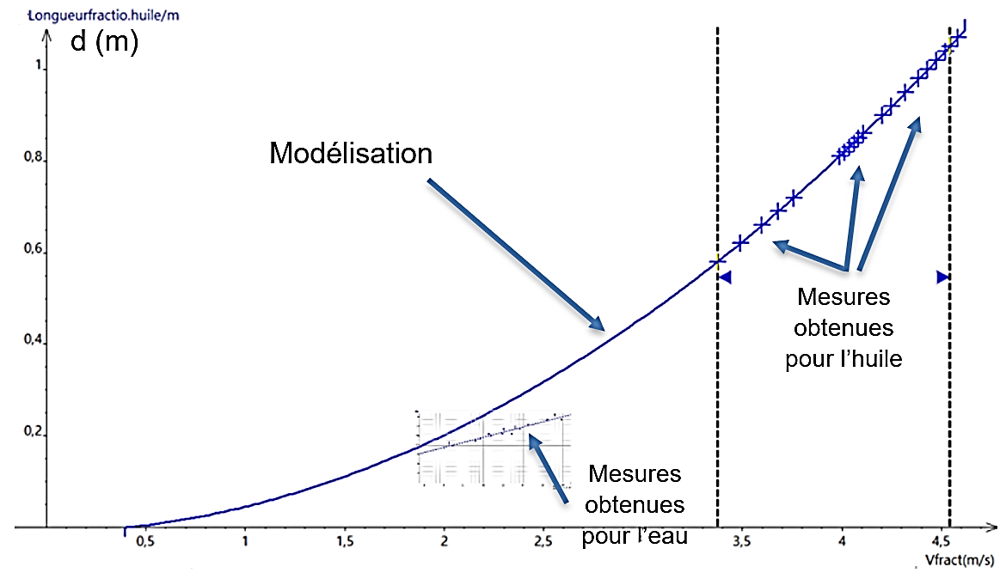 Longueurfractio.huile/m
d (m)
1
Modélisation
0,8
0,6
Mesures
obtenues
pour l’huile
0,4
0,2
Mesures
obtenues
pour l’eau
0,5
1
1,5
2
2,5
3,5
4
4,5
Vfract(m/s)